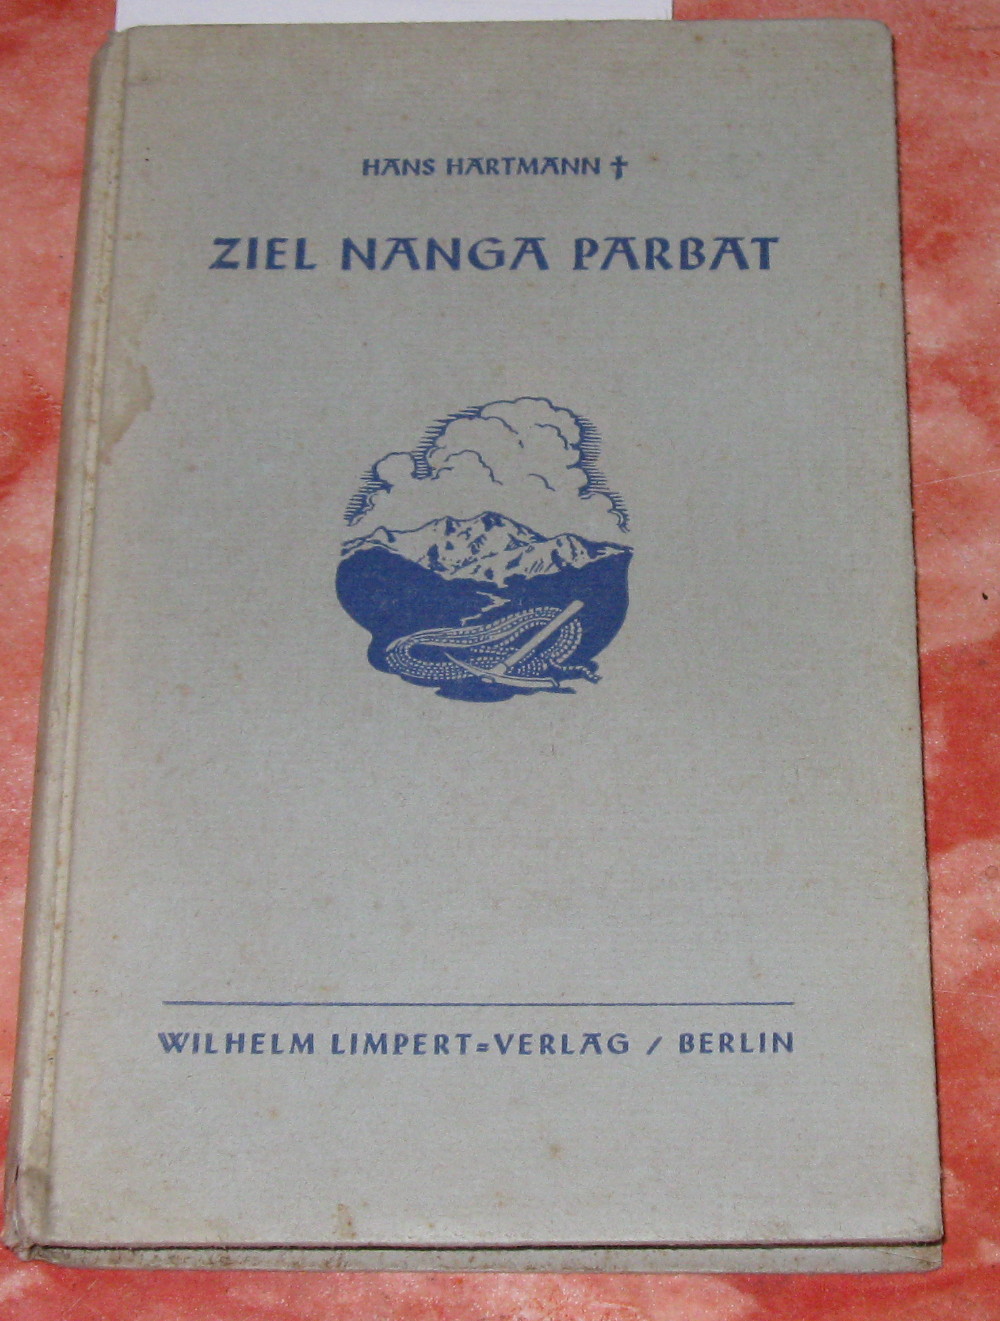 HANS HARTMANN †
ZIEL NANGA PARBAT
WILHELM LIMPERT=VERLAG / BERLIN